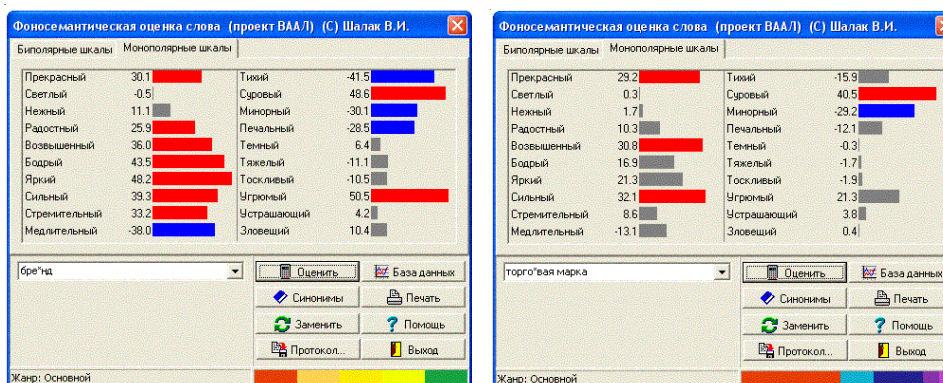 Фоносемантическая оценка слова (проект ВААЛ) (C) Шалак В.И.
Биполярные шкалы Монополярные шкалы
Прекрасный 30.1 Тихий -41.5
Светлый -0.5 Суровый 48.6
Нежный 11.1 Минорный -30.1
Радостный 25.9 Печальный -28.5
Возвышенный 36.0 Темный 6.4
Бодрый 43.5 Тяжелый -11.1
Яркий 48.2 Тоскливый -10.5
Сильный 39.3 Угрюмый 50.5
Стремительный 33.2 Устрашающий 4.2
Медлительный -38.0 Зловещий 10.4
бре"нд
Оценить База данных
Синонимы Печать
Заменить Помощь
Протокол... Выход
Жанр: Основной
Фоносемантическая оценка слова (проект ВААЛ) (C) Шалак В.И.
Биполярные шкалы Монополярные шкалы
Прекрасный 29.2 Тихий -15.9
Светлый 0.3 Суровый 40.5
Нежный 1.7 Минорный -29.2
Радостный 10.3 Печальный -12.1
Возвышенный 30.8 Темный -0.3
Бодрый 16.9 Тяжелый -1.7
Яркий 21.3 Тоскливый -1.9
Сильный 32.1 Угрюмый 21.3
Стремительный 8.6 Устрашающий 3.8
Медлительный -13.1 Зловещий 0.4
торго"вая марка
Оценить База данных
Синонимы Печать
Заменить Помощь
Протокол... Выход
Жанр: Основной